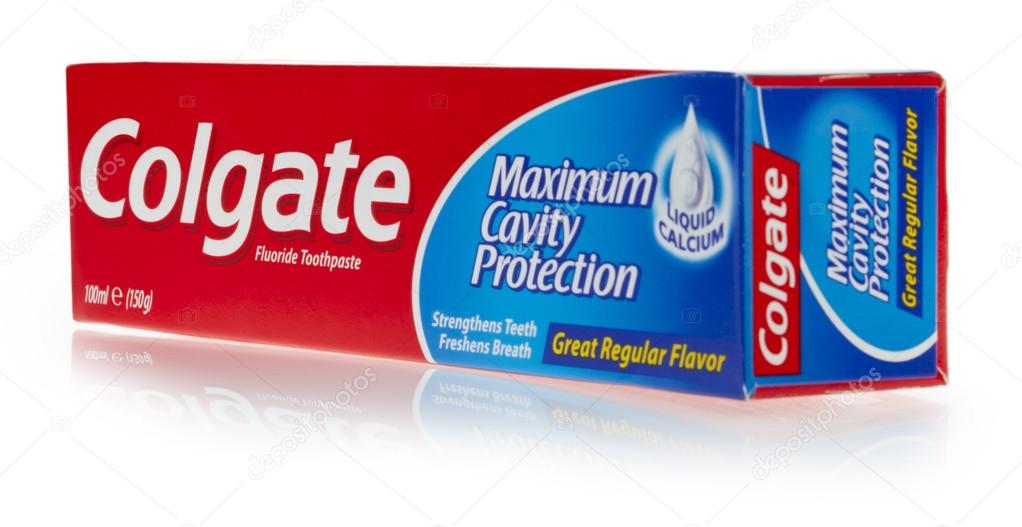 Colgate
Fluoride Toothpaste
100ml ℮ (150g)
Maximum
Cavity
Protection
LIQUID
CALCIUM
Strengthens Teeth
Freshens Breath
Great Regular Flavor
Colgate
Maximum
Cavity
Protection
Great Regular Flavor
depositphotos